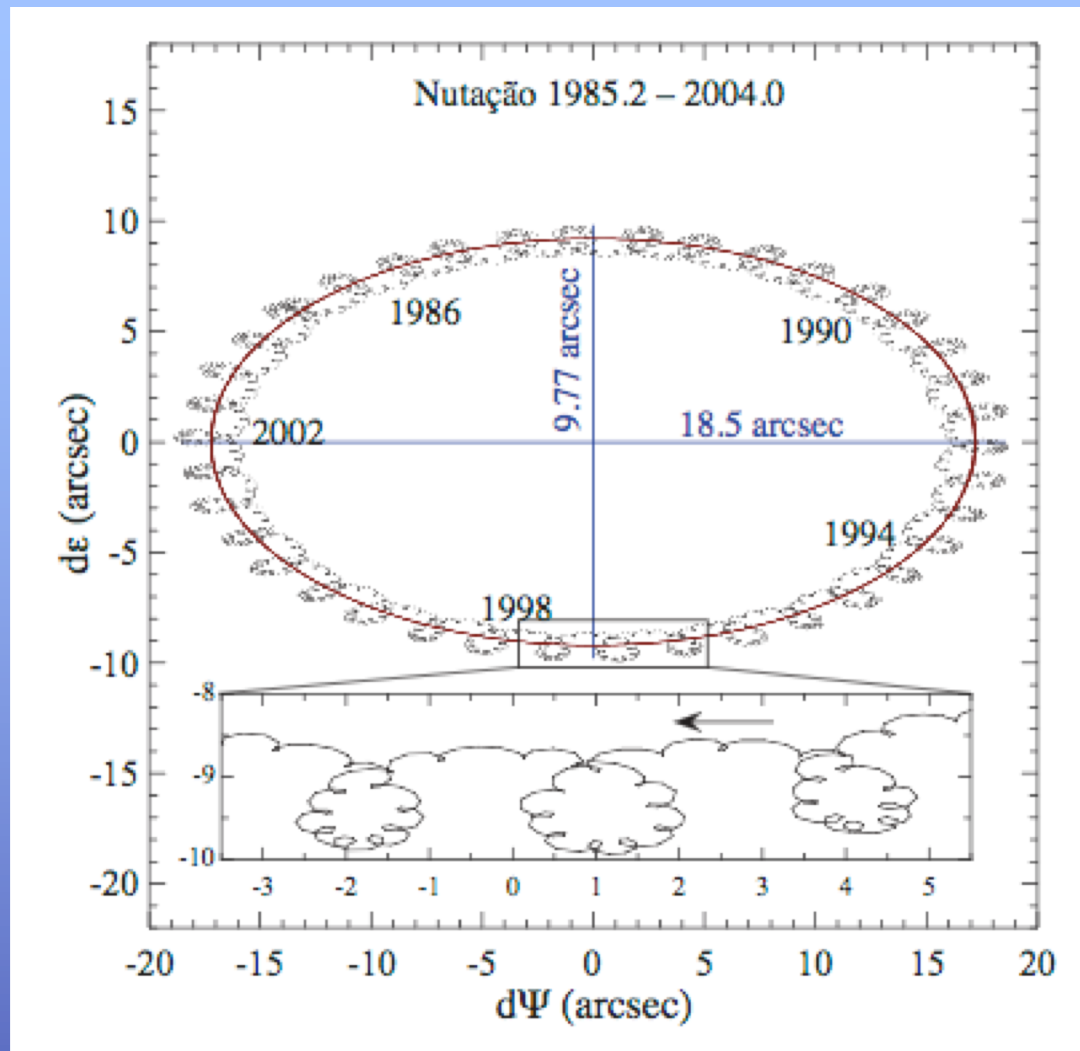 Nutação 1985.2 – 2004.0
15
10
5
0
-5
-10
-15
-20
dε (arcsec)
1986
1990
9.77 arcsec
2002
18.5 arcsec
1994
1998
-8
-9
-10
-3 -2 -1 0 1 2 3 4 5
-20 -15 -10 -5 0 5 10 15 20
dΨ (arcsec)